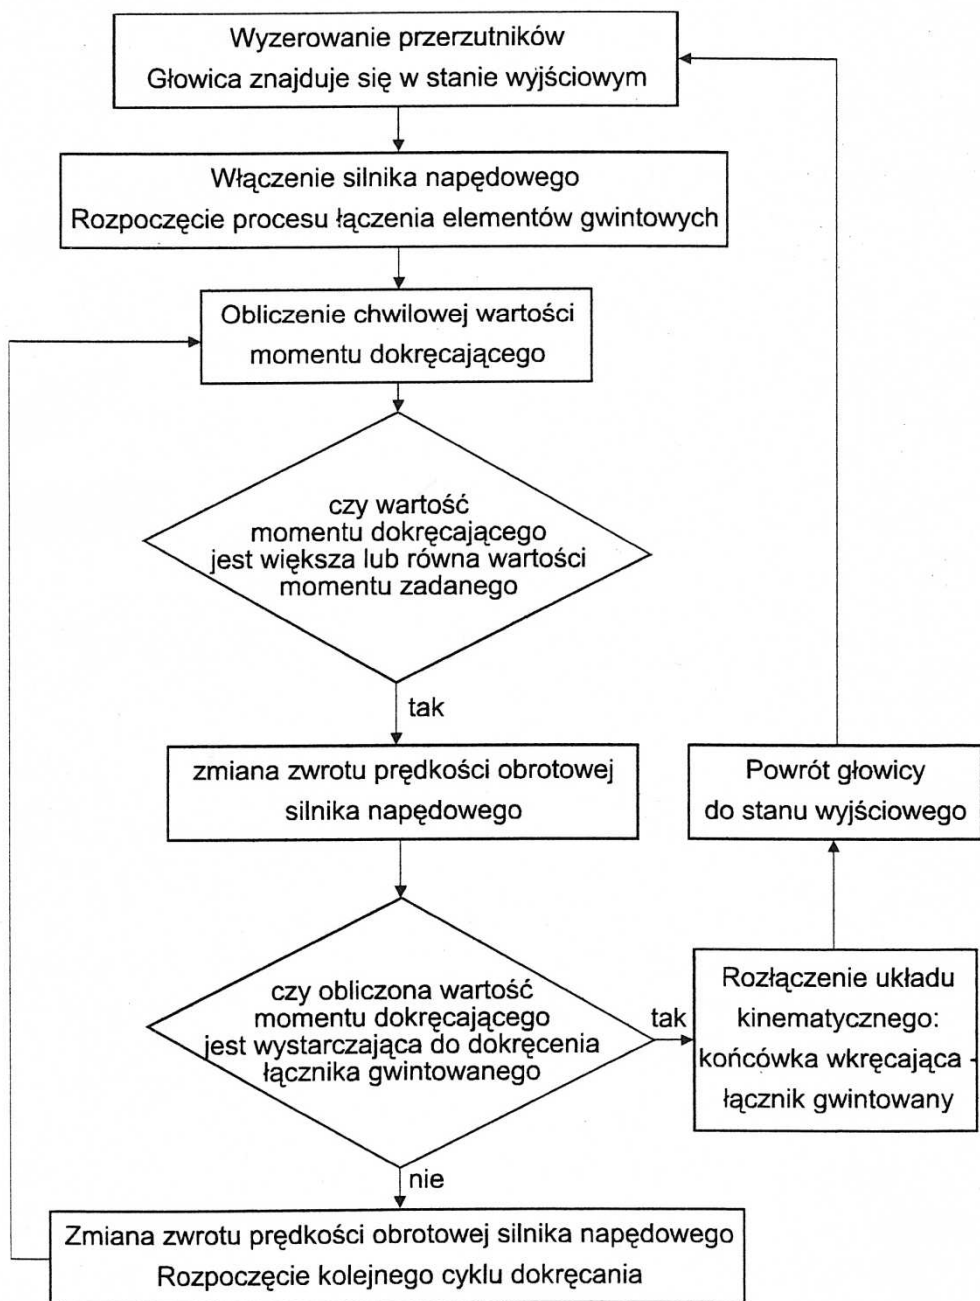 Wyzerowanie przerzutników
Głowica znajduje się w stanie wyjściowym
Włączenie silnika napędowego
Rozpoczęcie procesu łączenia elementów gwintowych
Obliczenie chwilowej wartości
momentu dokręcającego
czy wartość
momentu dokręcającego
jest większa lub równa wartości
momentu zadanego
tak
zmiana zwrotu prędkości obrotowej
silnika napędowego
Powrót głowicy
do stanu wyjściowego
czy obliczona wartość
momentu dokręcającego
jest wystarczająca do dokręcenia
łącznika gwintowanego
tak
Rozłączenie układu
kinematycznego:
końcówka wkręcająca -
łącznik gwintowany
nie
Zmiana zwrotu prędkości obrotowej silnika napędowego
Rozpoczęcie kolejnego cyklu dokręcania